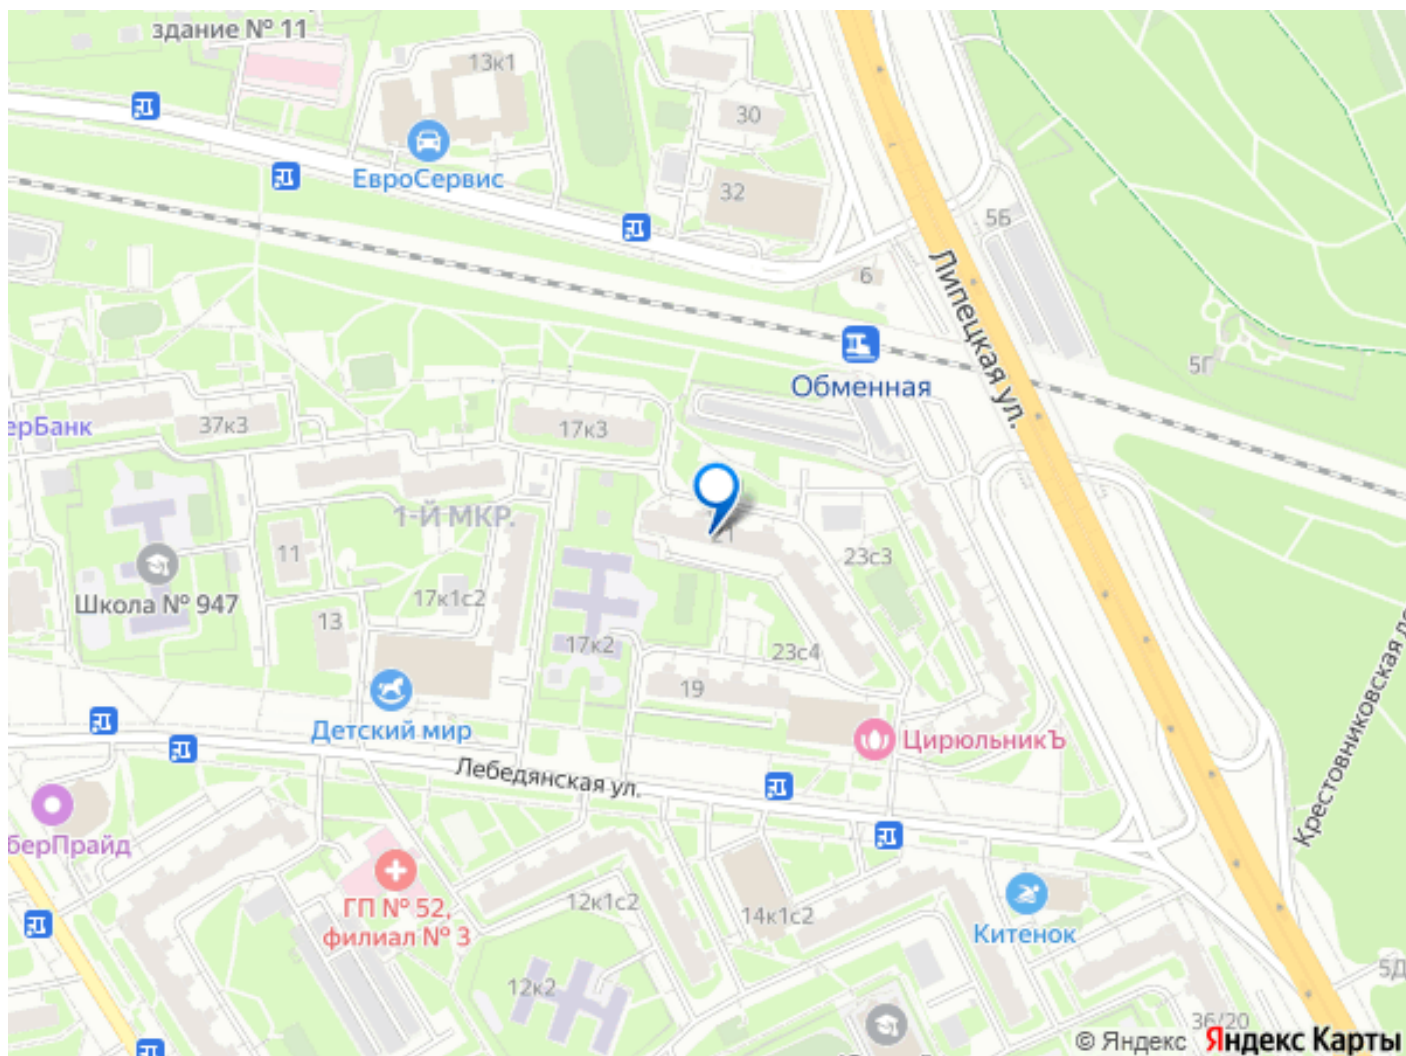 здание № 11
13к1
30
ЕвроСервис
32
5Б
6
Липецкая ул.
Обменная
5Г
ерБанк
37к3
17к3
1-Й МКР.
21
11
23с3
Школа № 947
17к1с2
13
17к2
23с4
19
Детский мир
ЦирюльникЪ
Лебедянская ул.
Крестовниковская
берПрайд
ГП № 52,
филиал № 3
12к1с2
14к1с2
Китенок
12к2
5Д
36/20
© Яндекс Яндекс Карты